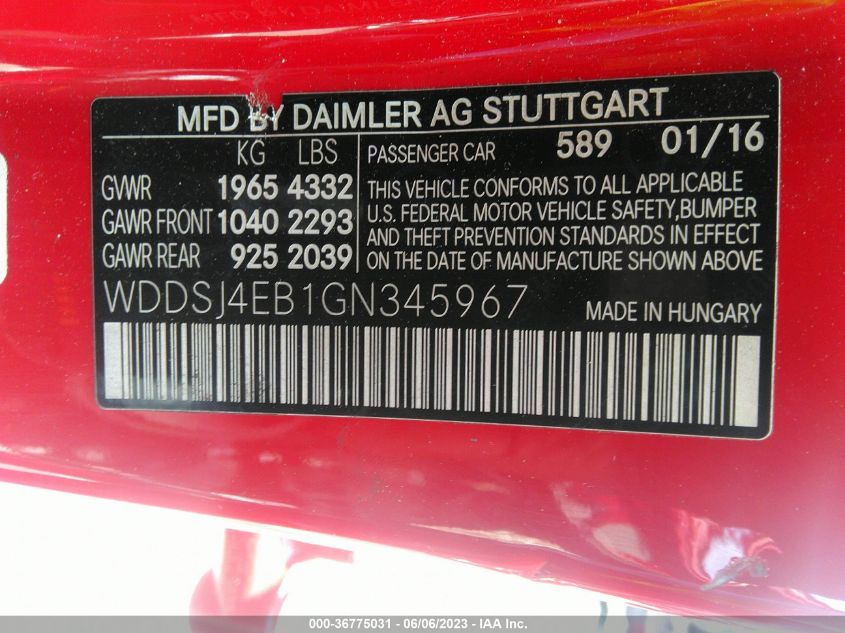 MFD BY DAIMLER AG STUTTGART
KG LBS
GVWR 1965 4332
GAWR FRONT 1040 2293
GAWR REAR 925 2039
PASSENGER CAR 589 01/16
THIS VEHICLE CONFORMS TO ALL APPLICABLE
U.S. FEDERAL MOTOR VEHICLE SAFETY,BUMPER
AND THEFT PREVENTION STANDARDS IN EFFECT
ON THE DATE OF MANUFACTURE SHOWN ABOVE
WDDSJ4EB1GN345967 MADE IN HUNGARY
000-36775031 - 06/06/2023 - IAA Inc.